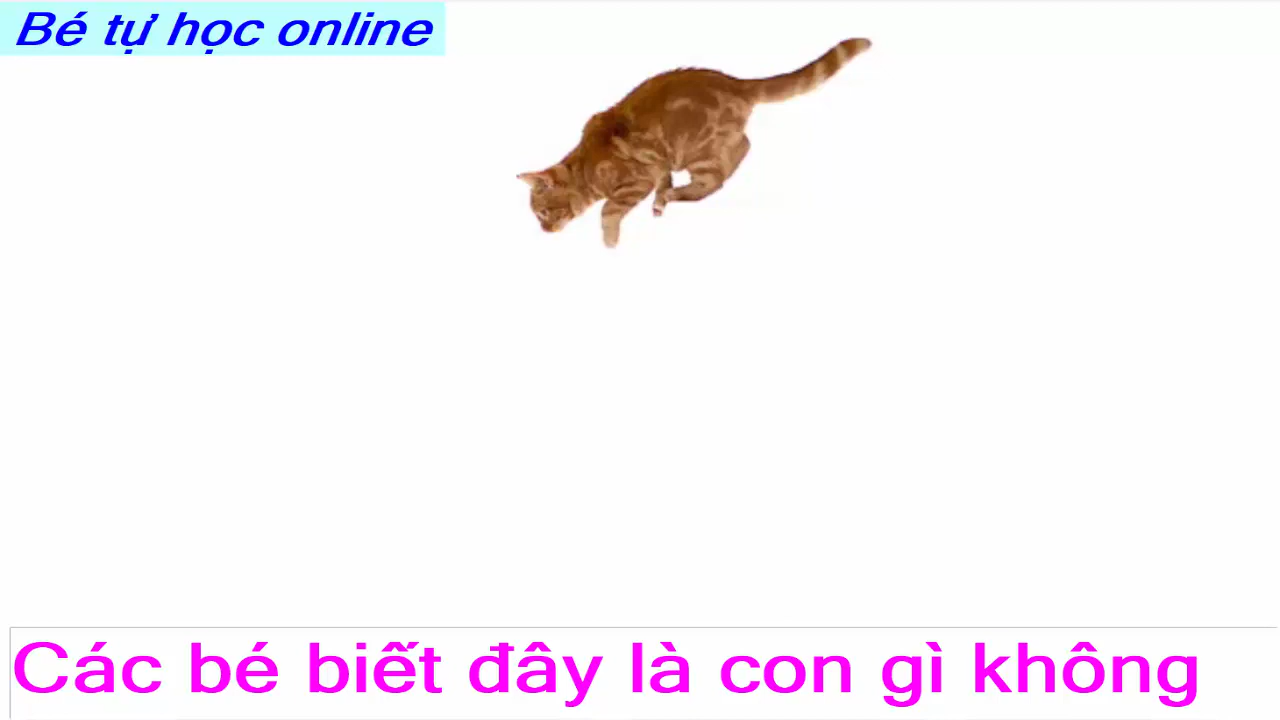 Bé tự học online
Các bé biết đây là con gì không